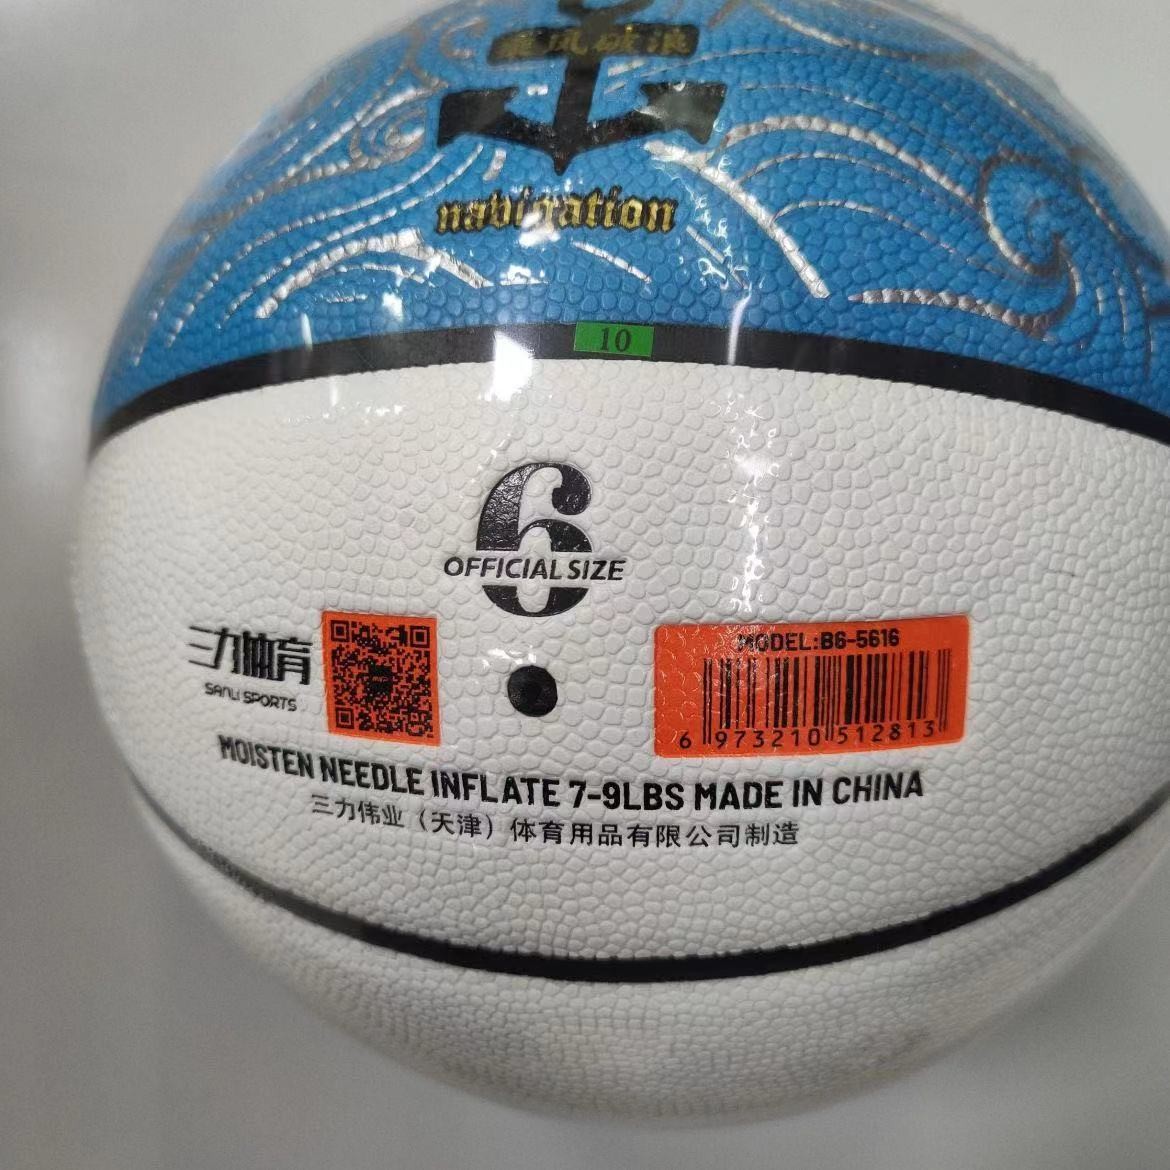 乘风破浪
navigation
10
6
OFFICIAL SIZE
三力体育
SANLI SPORTS
MODEL:B6-5616
6 973210 512813
MOISTEN NEEDLE INFLATE 7-9LBS MADE IN CHINA
三力伟业（天津）体育用品有限公司制造